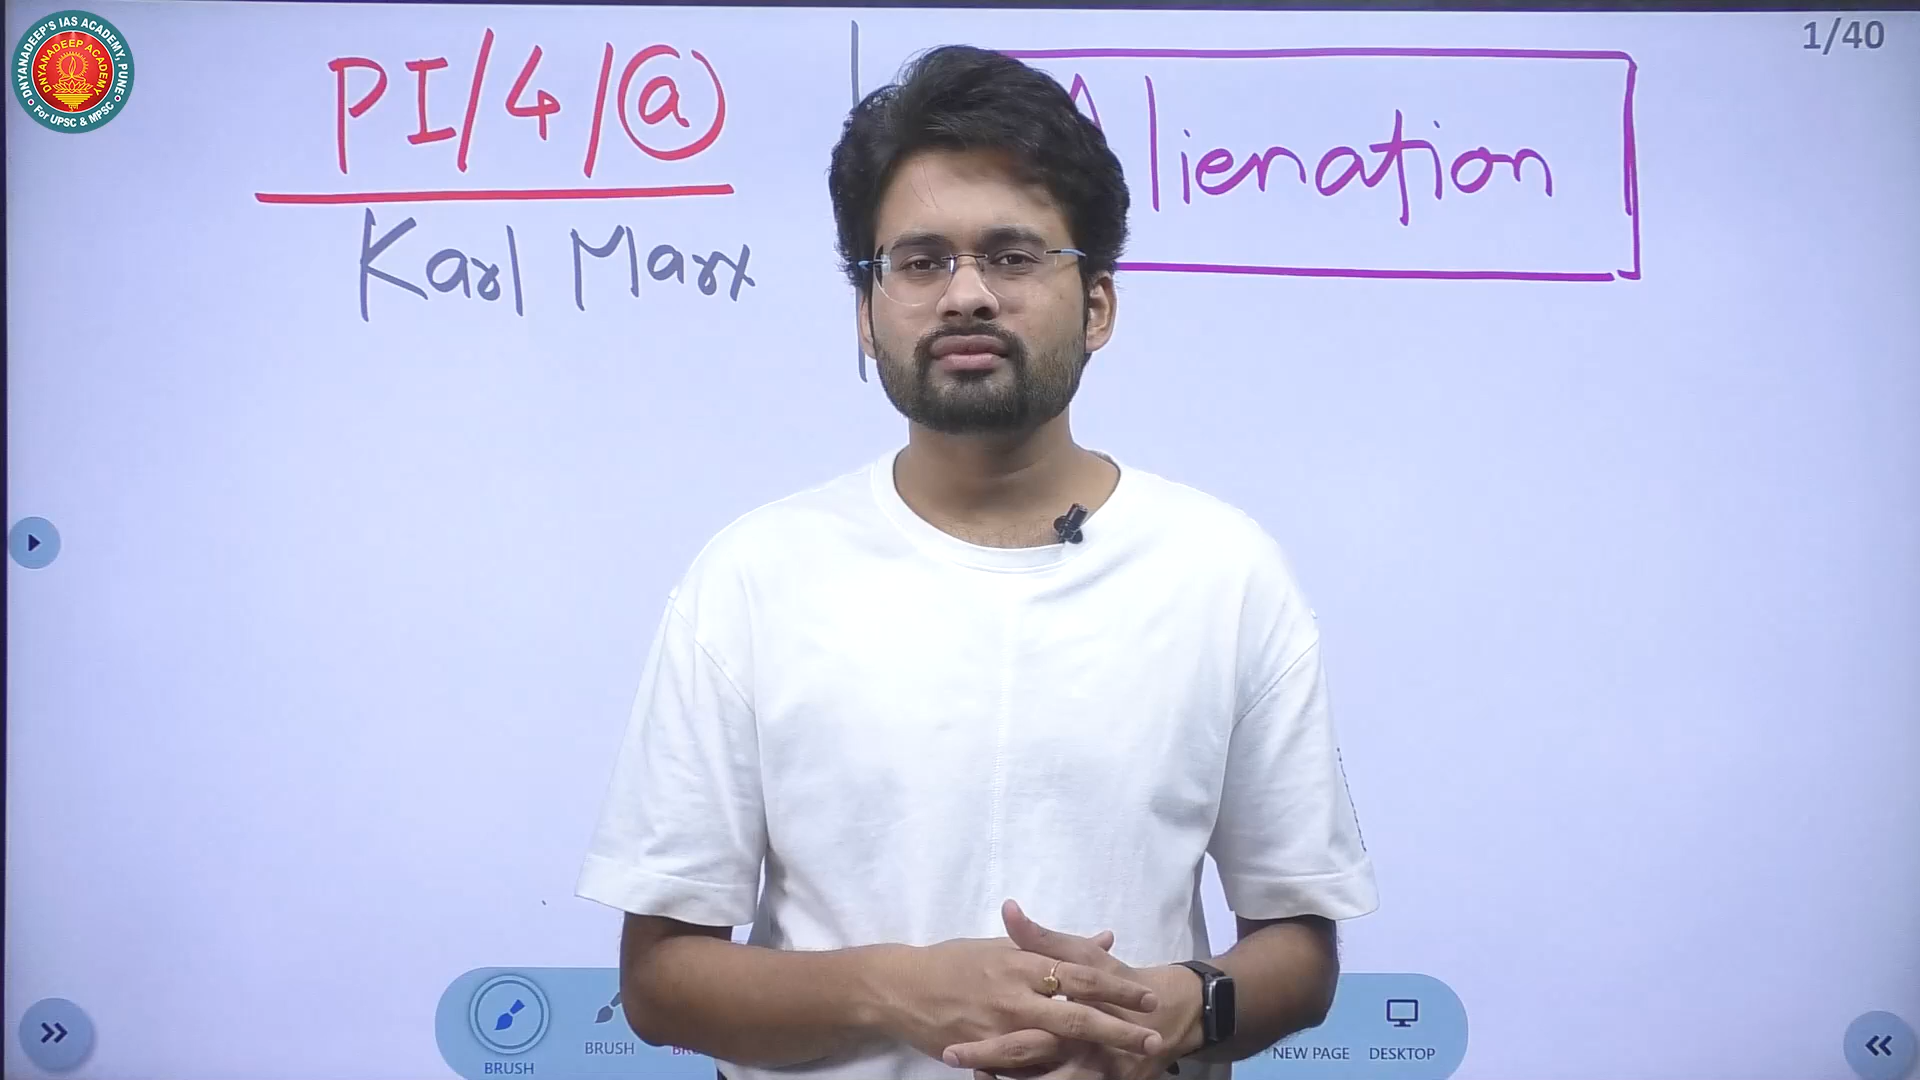 DNYANADEEP'S IAS ACADEMY, PUNE
DNYANADEEP ACADEMY
For UPSC & MPSC
1/40
PI/4/(a)
Karl Marx
Alienation
BRUSH
BRUSH
NEW PAGE
DESKTOP